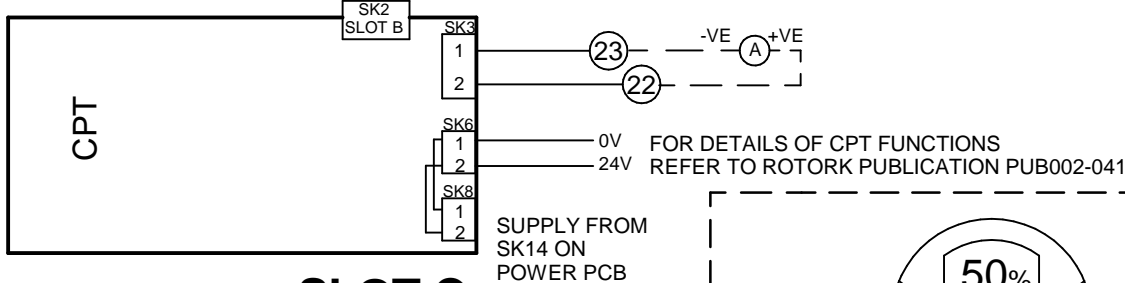 SK2
SLOT B
SK3
1
2
23
22
-VE
A
+VE
CPT
SK6
1
2
0V
24V
FOR DETAILS OF CPT FUNCTIONS
REFER TO ROTORK PUBLICATION PUB002-041
SK8
1
2
SUPPLY FROM
SK14 ON
POWER PCB
50%